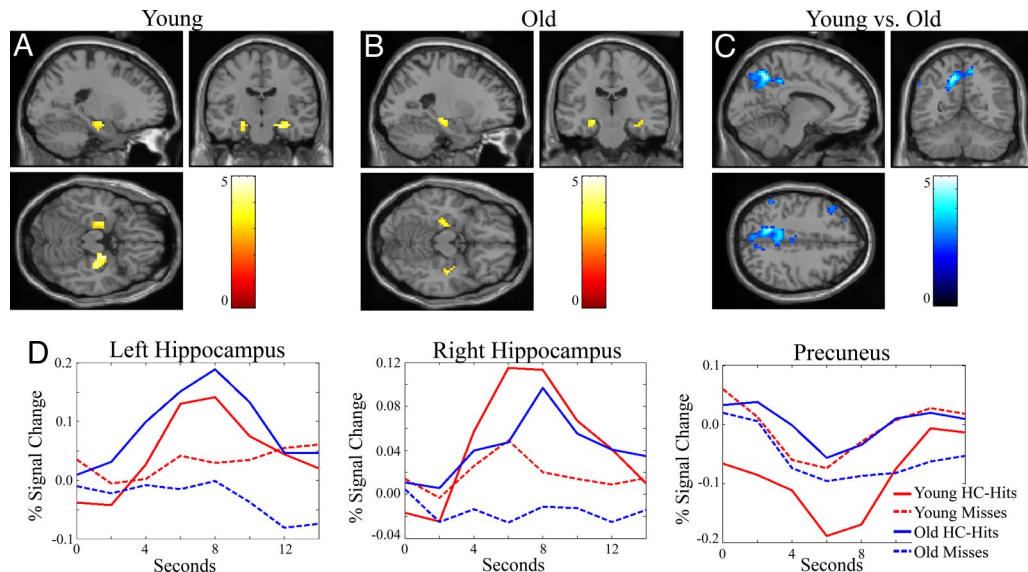 Young
Old
Young vs. Old
A
B
C
5
0
5
0
5
0
D
Left Hippocampus
Right Hippocampus
Precuneus
% Signal Change
0.2
0.1
0.0
-0.1
0 4 8 12
Seconds
% Signal Change
0.12
0.08
0.04
0.00
-0.04
0 4 8 12
Seconds
% Signal Change
0.1
0.0
-0.1
-0.2
0 4 8 12
Seconds
Young HC-Hits
Young Misses
Old HC-Hits
Old Misses